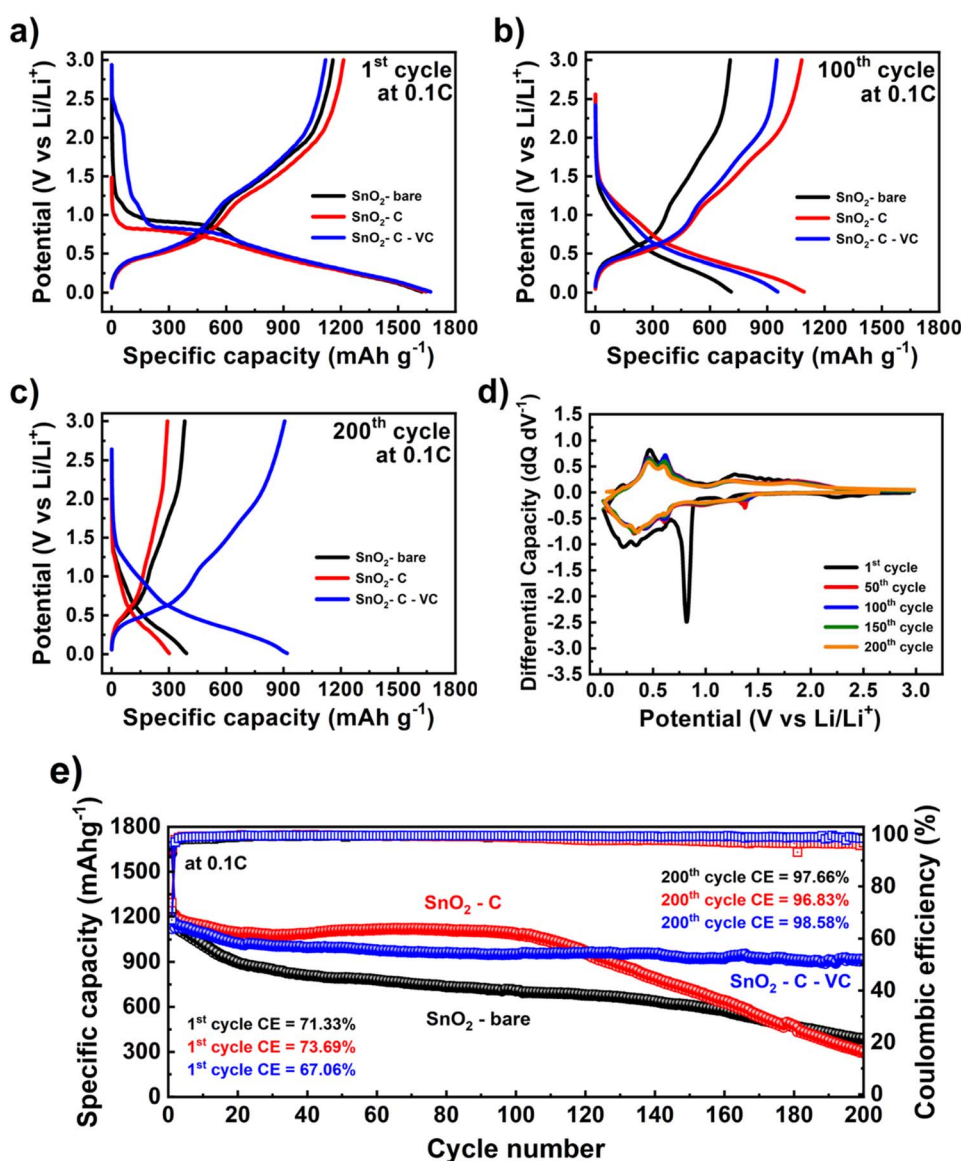 a)
1st cycle
at 0.1C
Potential (V vs Li/Li+)
3.0
2.5
2.0
1.5
1.0
0.5
0.0
SnO2- bare
SnO2- C
SnO2- C - VC
0 300 600 900 1200 1500 1800
Specific capacity (mAh g-1)
b)
100th cycle
at 0.1C
Potential (V vs Li/Li+)
3.0
2.5
2.0
1.5
1.0
0.5
0.0
SnO2- bare
SnO2- C
SnO2- C - VC
0 300 600 900 1200 1500 1800
Specific capacity (mAh g-1)
c)
200th cycle
at 0.1C
Potential (V vs Li/Li+)
3.0
2.5
2.0
1.5
1.0
0.5
0.0
SnO2- bare
SnO2- C
SnO2- C - VC
0 300 600 900 1200 1500 1800
Specific capacity (mAh g-1)
d)
Differential Capacity (dQ dV-1)
1.5
1.0
0.5
0.0
-0.5
-1.0
-1.5
-2.0
-2.5
-3.0
-3.5
1st cycle
50th cycle
100th cycle
150th cycle
200th cycle
0.0 0.5 1.0 1.5 2.0 2.5 3.0
Potential (V vs Li/Li+)
e)
Specific capacity (mAhg-1)
1800
1500
1200
900
600
300
0
at 0.1C
200th cycle CE = 97.66%
200th cycle CE = 96.83%
200th cycle CE = 98.58%
SnO2 - C
SnO2 - C - VC
SnO2 - bare
1st cycle CE = 71.33%
1st cycle CE = 73.69%
1st cycle CE = 67.06%
100
80
60
40
20
0
Coulombic efficiency (%)
0 20 40 60 80 100 120 140 160 180 200
Cycle number